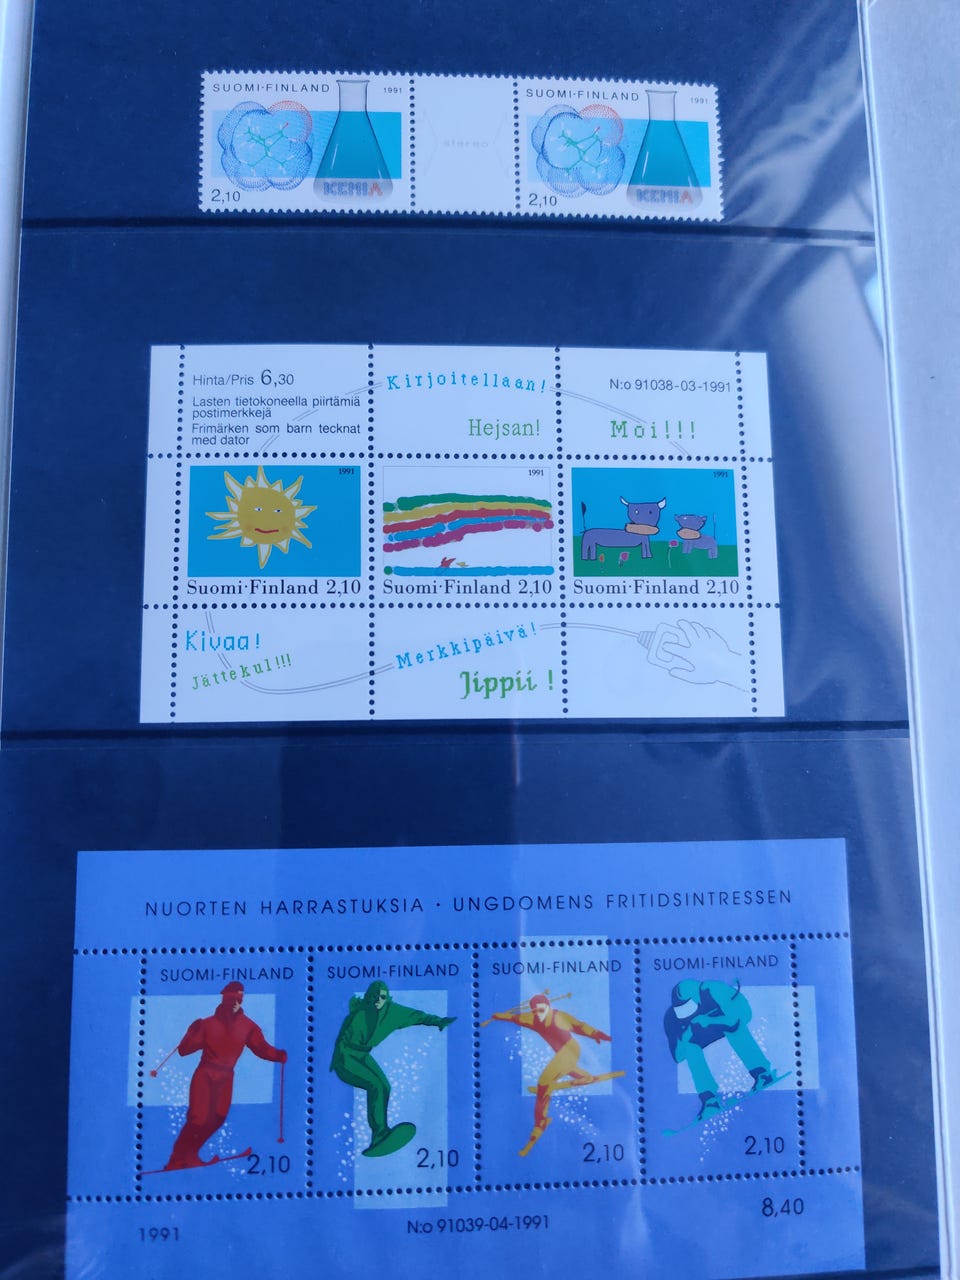 SUOMI-FINLAND 1991
KEMIA
2,10
stereo
SUOMI-FINLAND 1991
KEMIA
2,10
Hinta/Pris 6,30
Lasten tietokoneella piirtämiä
postimerkkejä
Frimärken som barn tecknat
med dator
Kirjoitellaan!
Hejsan!
N:o 91038-03-1991
Moi!!!
1991
Suomi·Finland 2,10
1991
Suomi·Finland 2,10
1991
Suomi·Finland 2,10
Kivaa!
Jättekul!!!
Merkkipäivä!
Jippii !
NUORTEN HARRASTUKSIA · UNGDOMENS FRITIDSINTRESSEN
SUOMI-FINLAND
2,10
SUOMI-FINLAND
2,10
SUOMI-FINLAND
2,10
SUOMI-FINLAND
2,10
1991
N:o 91039-04-1991
8,40